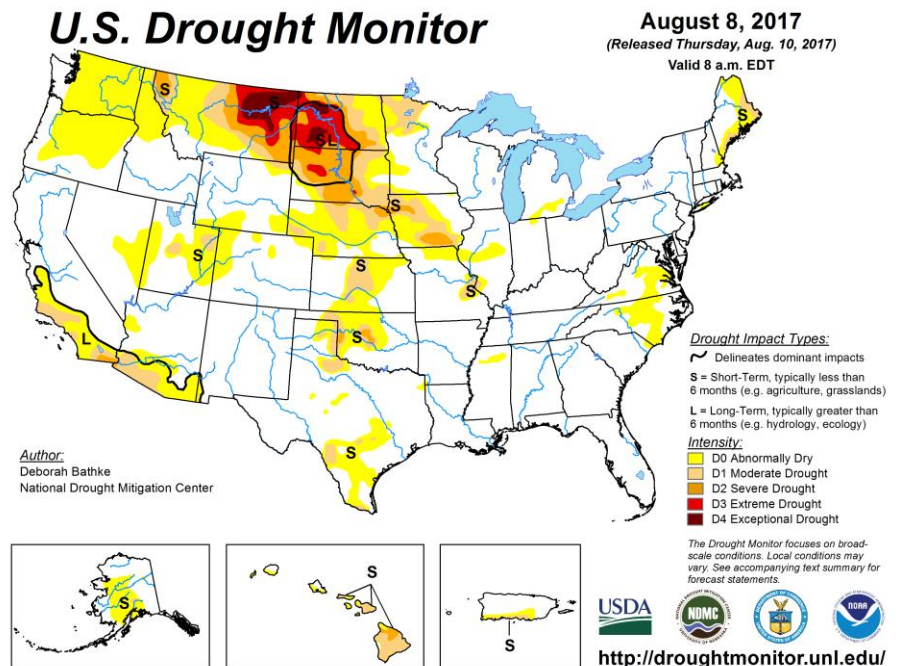 U.S. Drought Monitor
August 8, 2017
(Released Thursday, Aug. 10, 2017)
Valid 8 a.m. EDT
S
S
S
S L
S
S
S
S
L
S
S
Drought Impact Types:
Delineates dominant impacts
S = Short-Term, typically less than
6 months (e.g. agriculture, grasslands)
L = Long-Term, typically greater than
6 months (e.g. hydrology, ecology)
Intensity:
D0 Abnormally Dry
D1 Moderate Drought
D2 Severe Drought
D3 Extreme Drought
D4 Exceptional Drought
Author:
Deborah Bathke
National Drought Mitigation Center
The Drought Monitor focuses on broad-
scale conditions. Local conditions may
vary. See accompanying text summary for
forecast statements.
S
S
S
USDA
NDMC
NOAA
http://droughtmonitor.unl.edu/